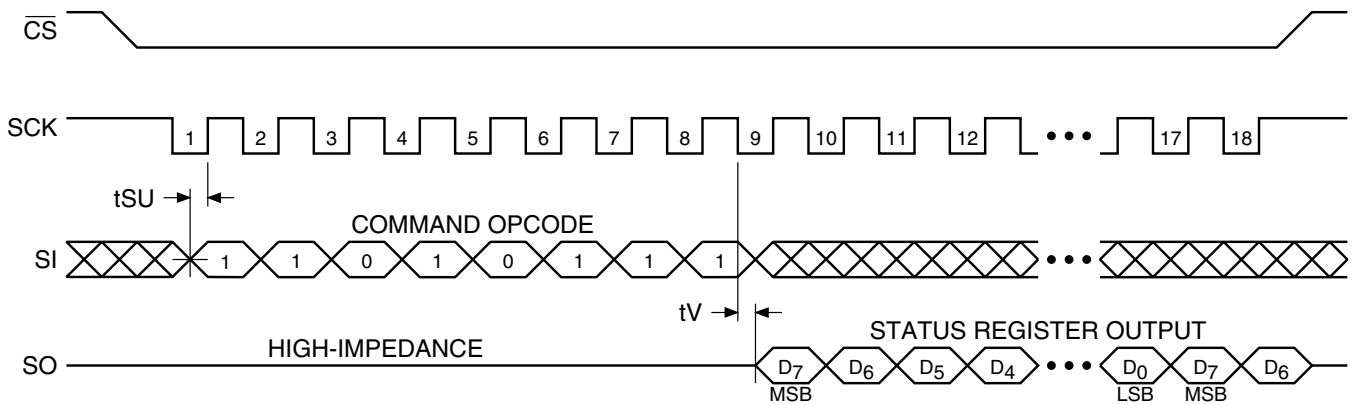 CS
SCK 1 2 3 4 5 6 7 8 9 10 11 12 17 18
tSU
COMMAND OPCODE
SI 1 1 0 1 0 1 1 1
tV
HIGH-IMPEDANCE
STATUS REGISTER OUTPUT
SO D7 D6 D5 D4 D0 D7 D6
MSB LSB MSB